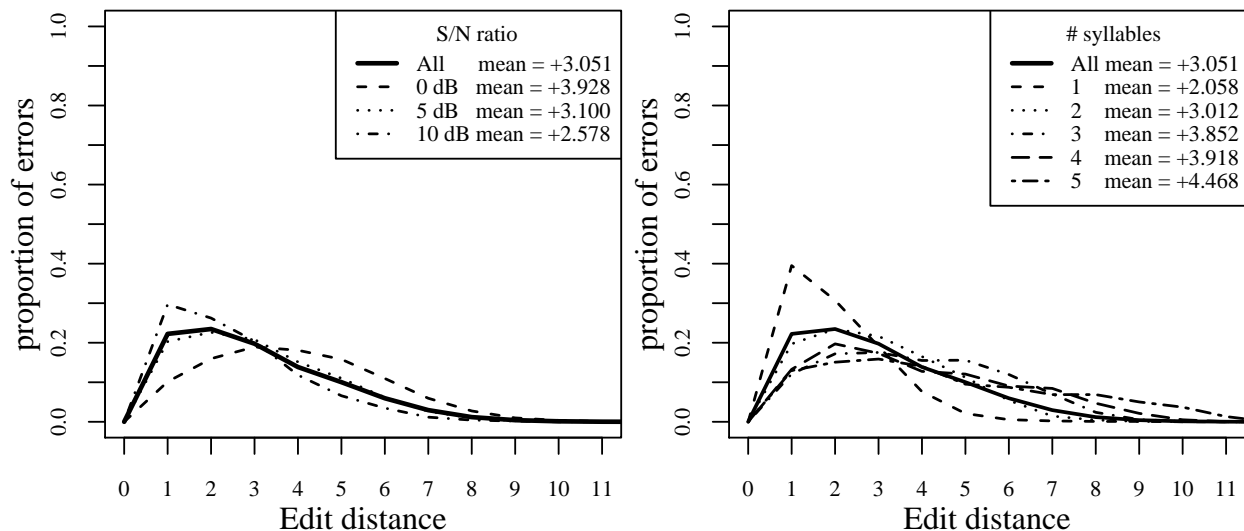 S/N ratio
All mean = +3.051
0 dB mean = +3.928
5 dB mean = +3.100
10 dB mean = +2.578
proportion of errors
1.0
0.8
0.6
0.4
0.2
0.0
0 1 2 3 4 5 6 7 8 9 10 11
Edit distance
# syllables
All mean = +3.051
1 mean = +2.058
2 mean = +3.012
3 mean = +3.852
4 mean = +3.918
5 mean = +4.468
proportion of errors
1.0
0.8
0.6
0.4
0.2
0.0
0 1 2 3 4 5 6 7 8 9 10 11
Edit distance